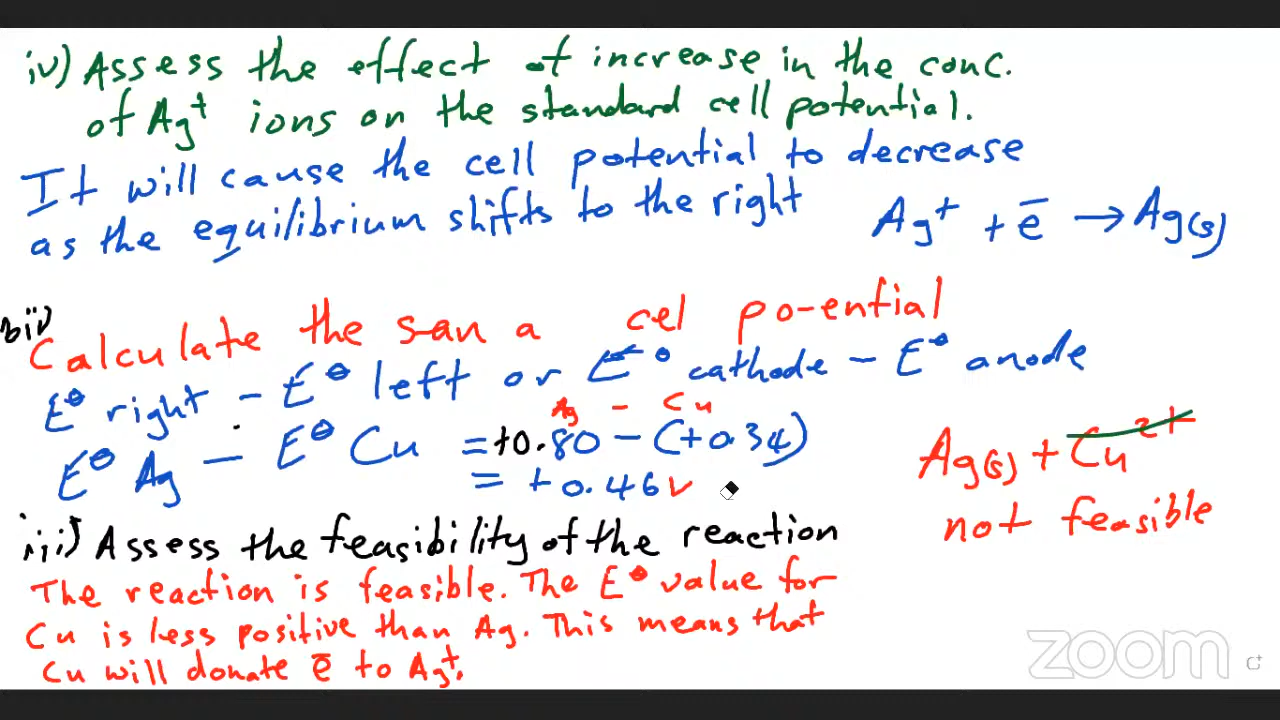 iv) Assess the effect of increase in the conc.
of Ag+ ions on the standard cell potential.
It will cause the cell potential to decrease
as the equilibrium shifts to the right
Ag+ + e̅ → Ag(s)
bii)
Calculate the san a cel po-ential
E⊖ right - E⊖ left or E⊖ cathode - E⊖ anode
Ag - Cu
E⊖ Ag - E⊖ Cu = +0.80 - (+0.34)
= +0.46V
Ag(s) + Cu2+
not feasible
iii) Assess the feasibility of the reaction
The reaction is feasible. The E⊖ value for
Cu is less positive than Ag. This means that
Cu will donate e̅ to Ag+.
zoom